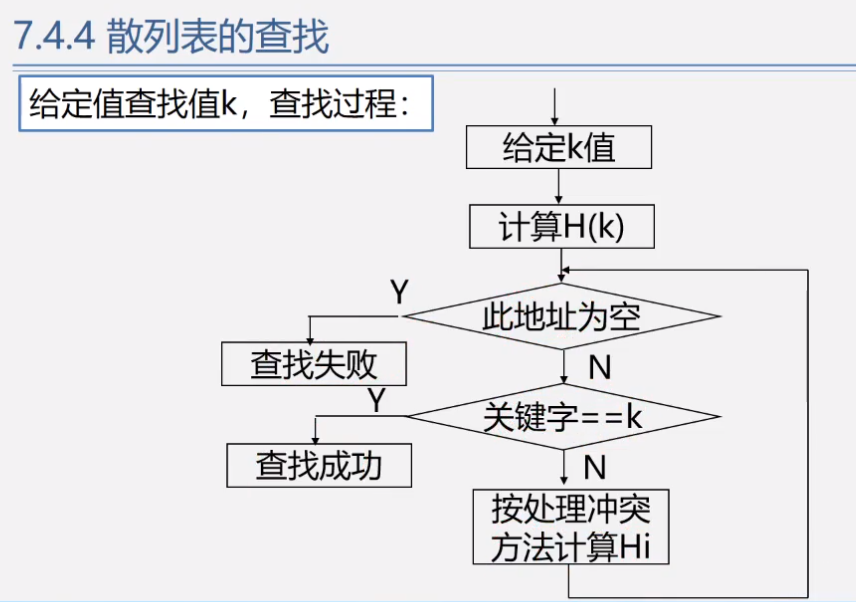 7.4.4 散列表的查找
给定值查找值k，查找过程：
给定k值
计算H(k)
Y
此地址为空
查找失败
N
Y
关键字==k
查找成功
N
按处理冲突
方法计算Hi